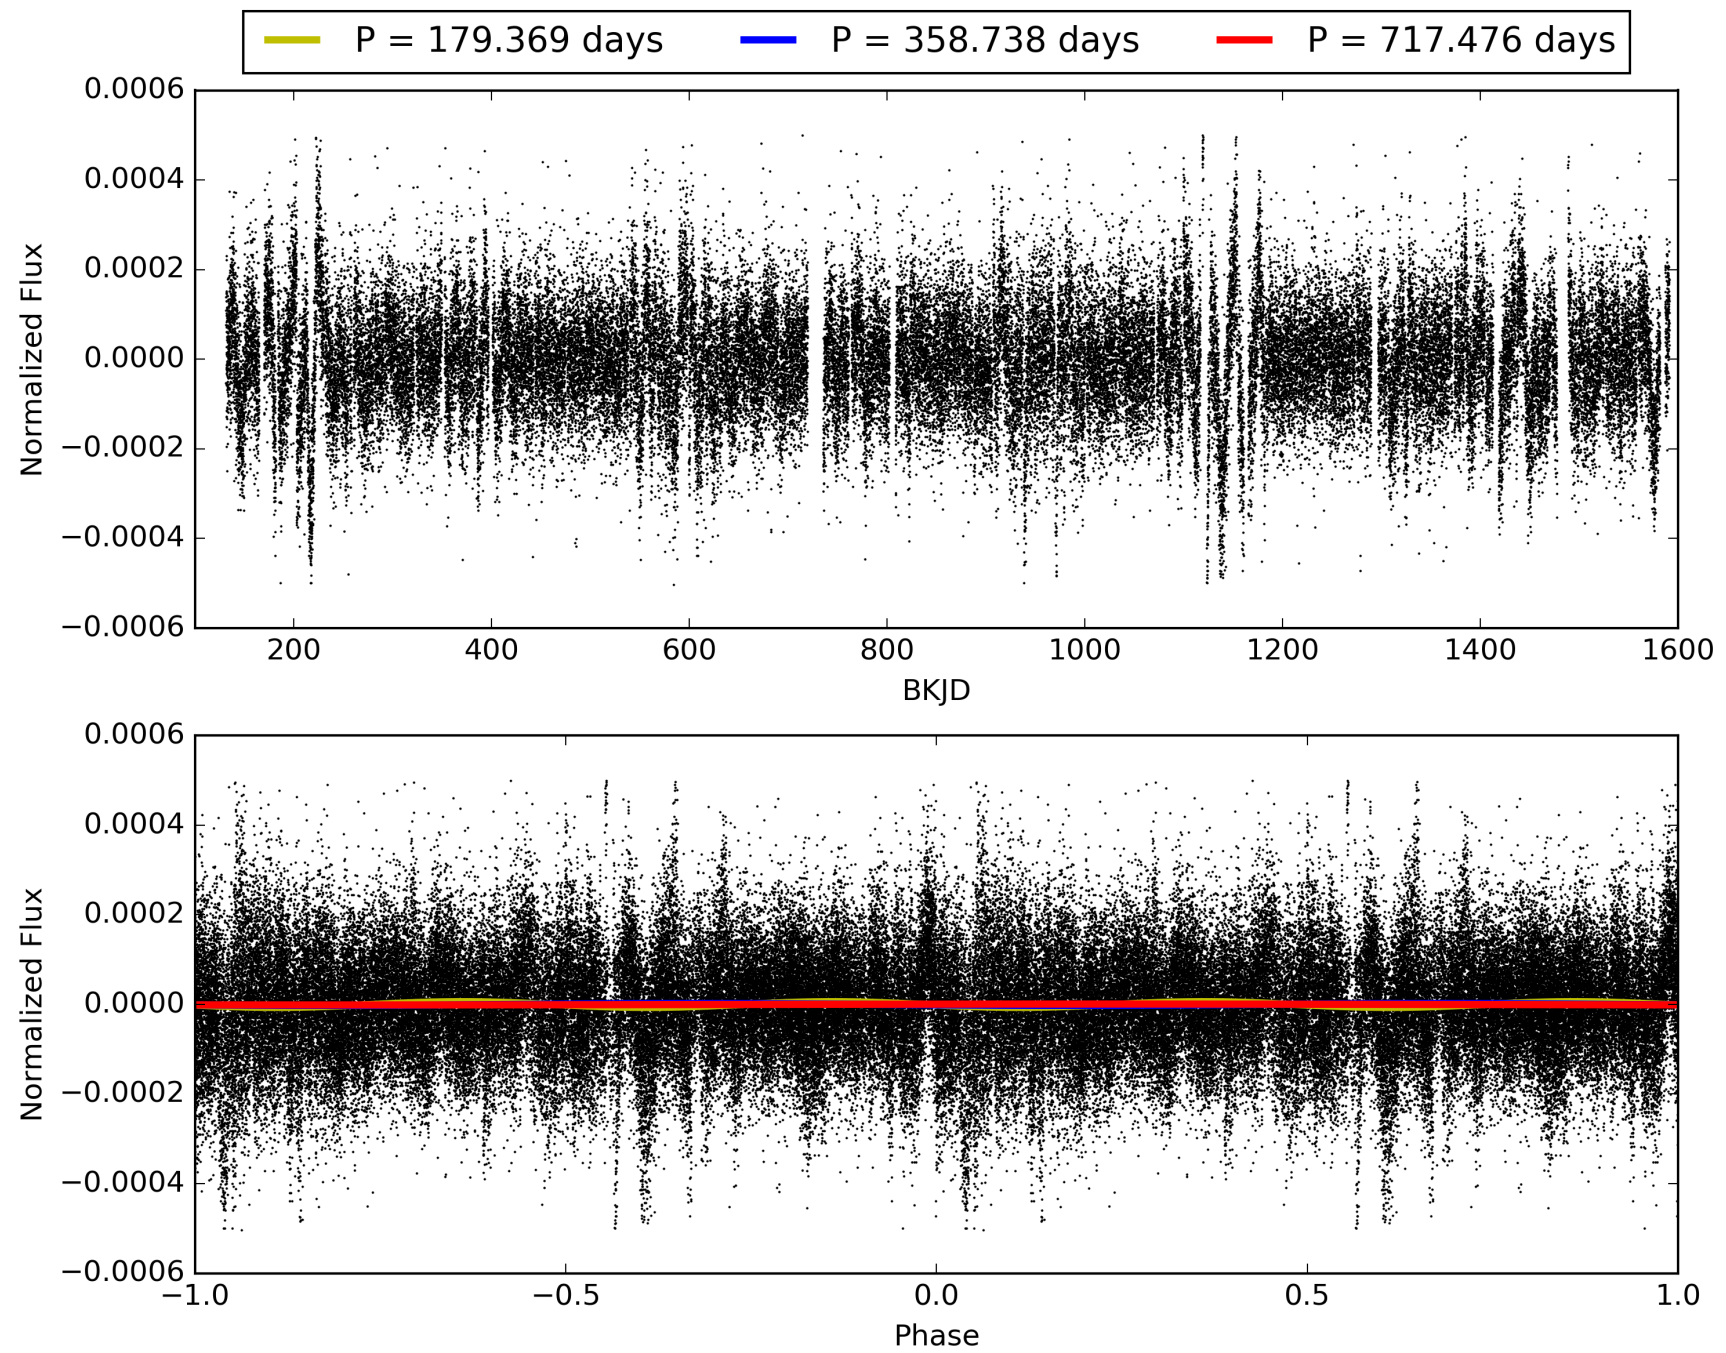 P = 179.369 days P = 358.738 days P = 717.476 days
0.0006
0.0004
0.0002
0.0000
−0.0002
−0.0004
−0.0006
Normalized Flux
200 400 600 800 1000 1200 1400 1600
BKJD
0.0006
0.0004
0.0002
0.0000
−0.0002
−0.0004
−0.0006
Normalized Flux
−1.0 −0.5 0.0 0.5 1.0
Phase